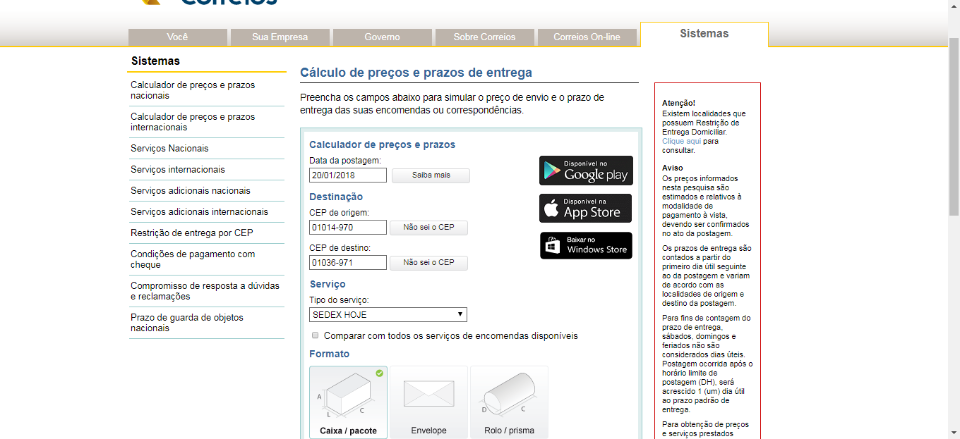 Correios
Você
Sua Empresa
Governo
Sobre Correios
Correios On-line
Sistemas
Sistemas
Calculador de preços e prazos
nacionais
Calculador de preços e prazos
internacionais
Serviços Nacionais
Serviços internacionais
Serviços adicionais nacionais
Serviços adicionais internacionais
Restrição de entrega por CEP
Condições de pagamento com
cheque
Compromisso de resposta a dúvidas
e reclamações
Prazo de guarda de objetos
nacionais
Cálculo de preços e prazos de entrega
Preencha os campos abaixo para simular o preço de envio e o prazo de
entrega das suas encomendas ou correspondências.
Calculador de preços e prazos
Data da postagem:
20/01/2018
Saiba mais
Destinação
CEP de origem:
01014-970
Não sei o CEP
CEP de destino:
01036-971
Não sei o CEP
Serviço
Tipo do serviço:
SEDEX HOJE
Comparar com todos os serviços de encomendas disponíveis
Formato
A
L
C
Caixa / pacote
Envelope
D
C
Rolo / prisma
Disponível no
Google play
Disponível na
App Store
Baixar no
Windows Store
Atenção!
Existem localidades que
possuem Restrição de
Entrega Domiciliar.
Clique aqui para
consultar.
Aviso
Os preços informados
nesta pesquisa são
estimados e relativos à
modalidade de
pagamento à vista,
devendo ser confirmados
no ato da postagem.
Os prazos de entrega são
contados a partir do
primeiro dia útil seguinte
ao da postagem e variam
de acordo com as
localidades de origem e
destino da postagem.
Para fins de contagem do
prazo de entrega,
sábados, domingos e
feriados não são
considerados dias úteis.
Postagem ocorrida após o
horário limite de
postagem (DH), será
acrescido 1 (um) dia útil
ao prazo padrão de
entrega.
Para obtenção de preços
e serviços prestados